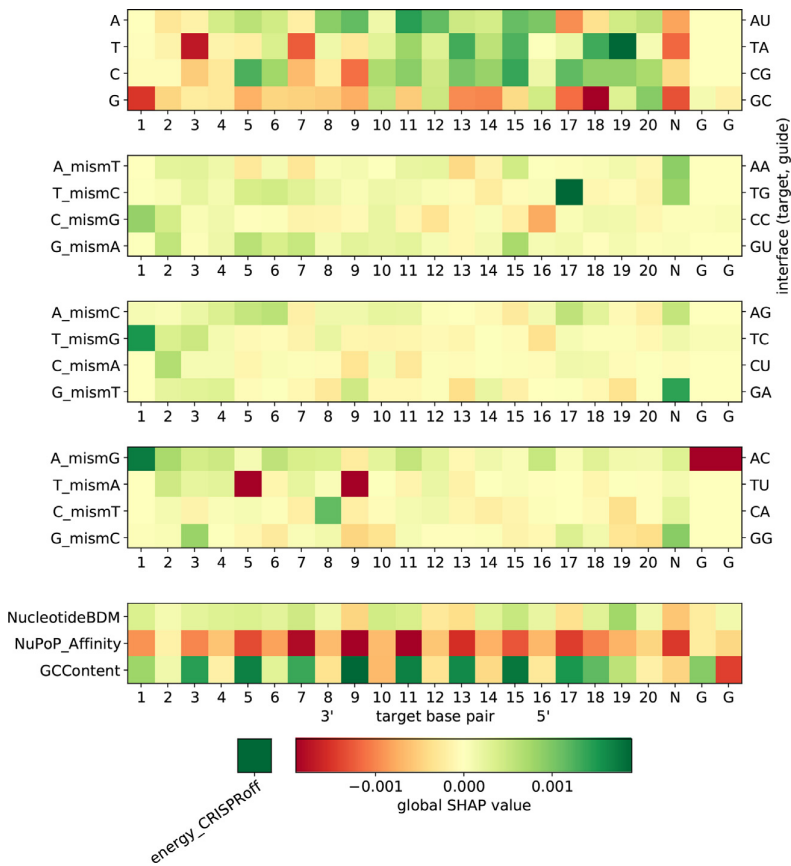 A AU
T TA
C CG
G GC
1 2 3 4 5 6 7 8 9 10 11 12 13 14 15 16 17 18 19 20 N G G
interface (target, guide)
A_mismT AA
T_mismC TG
C_mismG CC
G_mismA GU
1 2 3 4 5 6 7 8 9 10 11 12 13 14 15 16 17 18 19 20 N G G
A_mismC AG
T_mismG TC
C_mismA CU
G_mismT GA
1 2 3 4 5 6 7 8 9 10 11 12 13 14 15 16 17 18 19 20 N G G
A_mismG AC
T_mismA TU
C_mismT CA
G_mismC GG
1 2 3 4 5 6 7 8 9 10 11 12 13 14 15 16 17 18 19 20 N G G
NucleotideBDM
NuPoP_Affinity
GCContent
1 2 3 4 5 6 7 8 9 10 11 12 13 14 15 16 17 18 19 20 N G G
3' target base pair 5'
−0.001 0.000 0.001
global SHAP value
energy_CRISPRoff